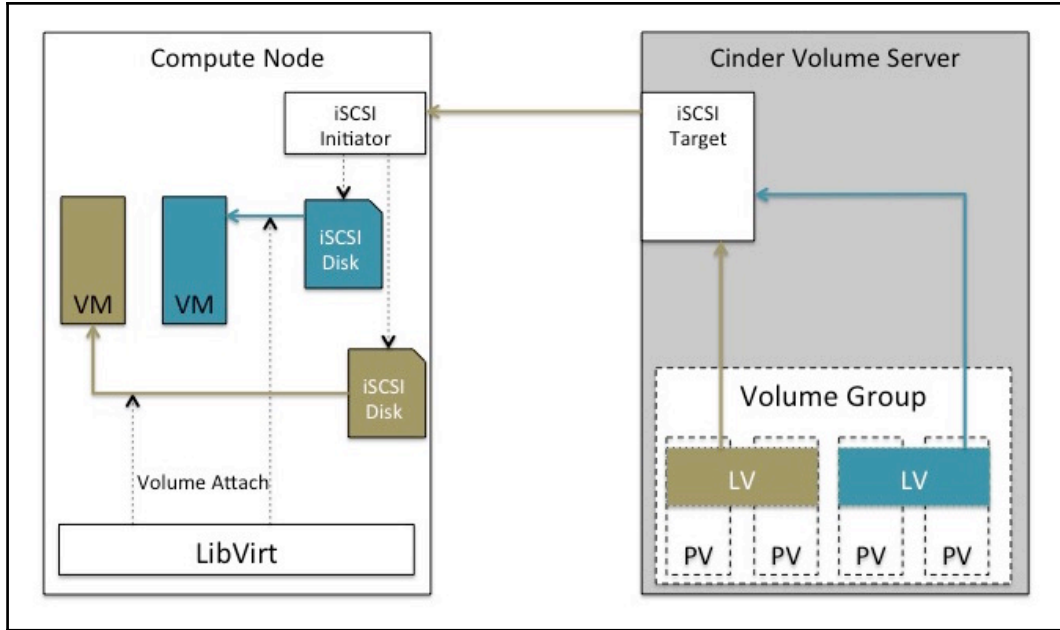 Compute Node
iSCSI
Initiator
VM
VM
iSCSI
Disk
iSCSI
Disk
Volume Attach
LibVirt
Cinder Volume Server
iSCSI
Target
Volume Group
LV
LV
PV
PV
PV
PV